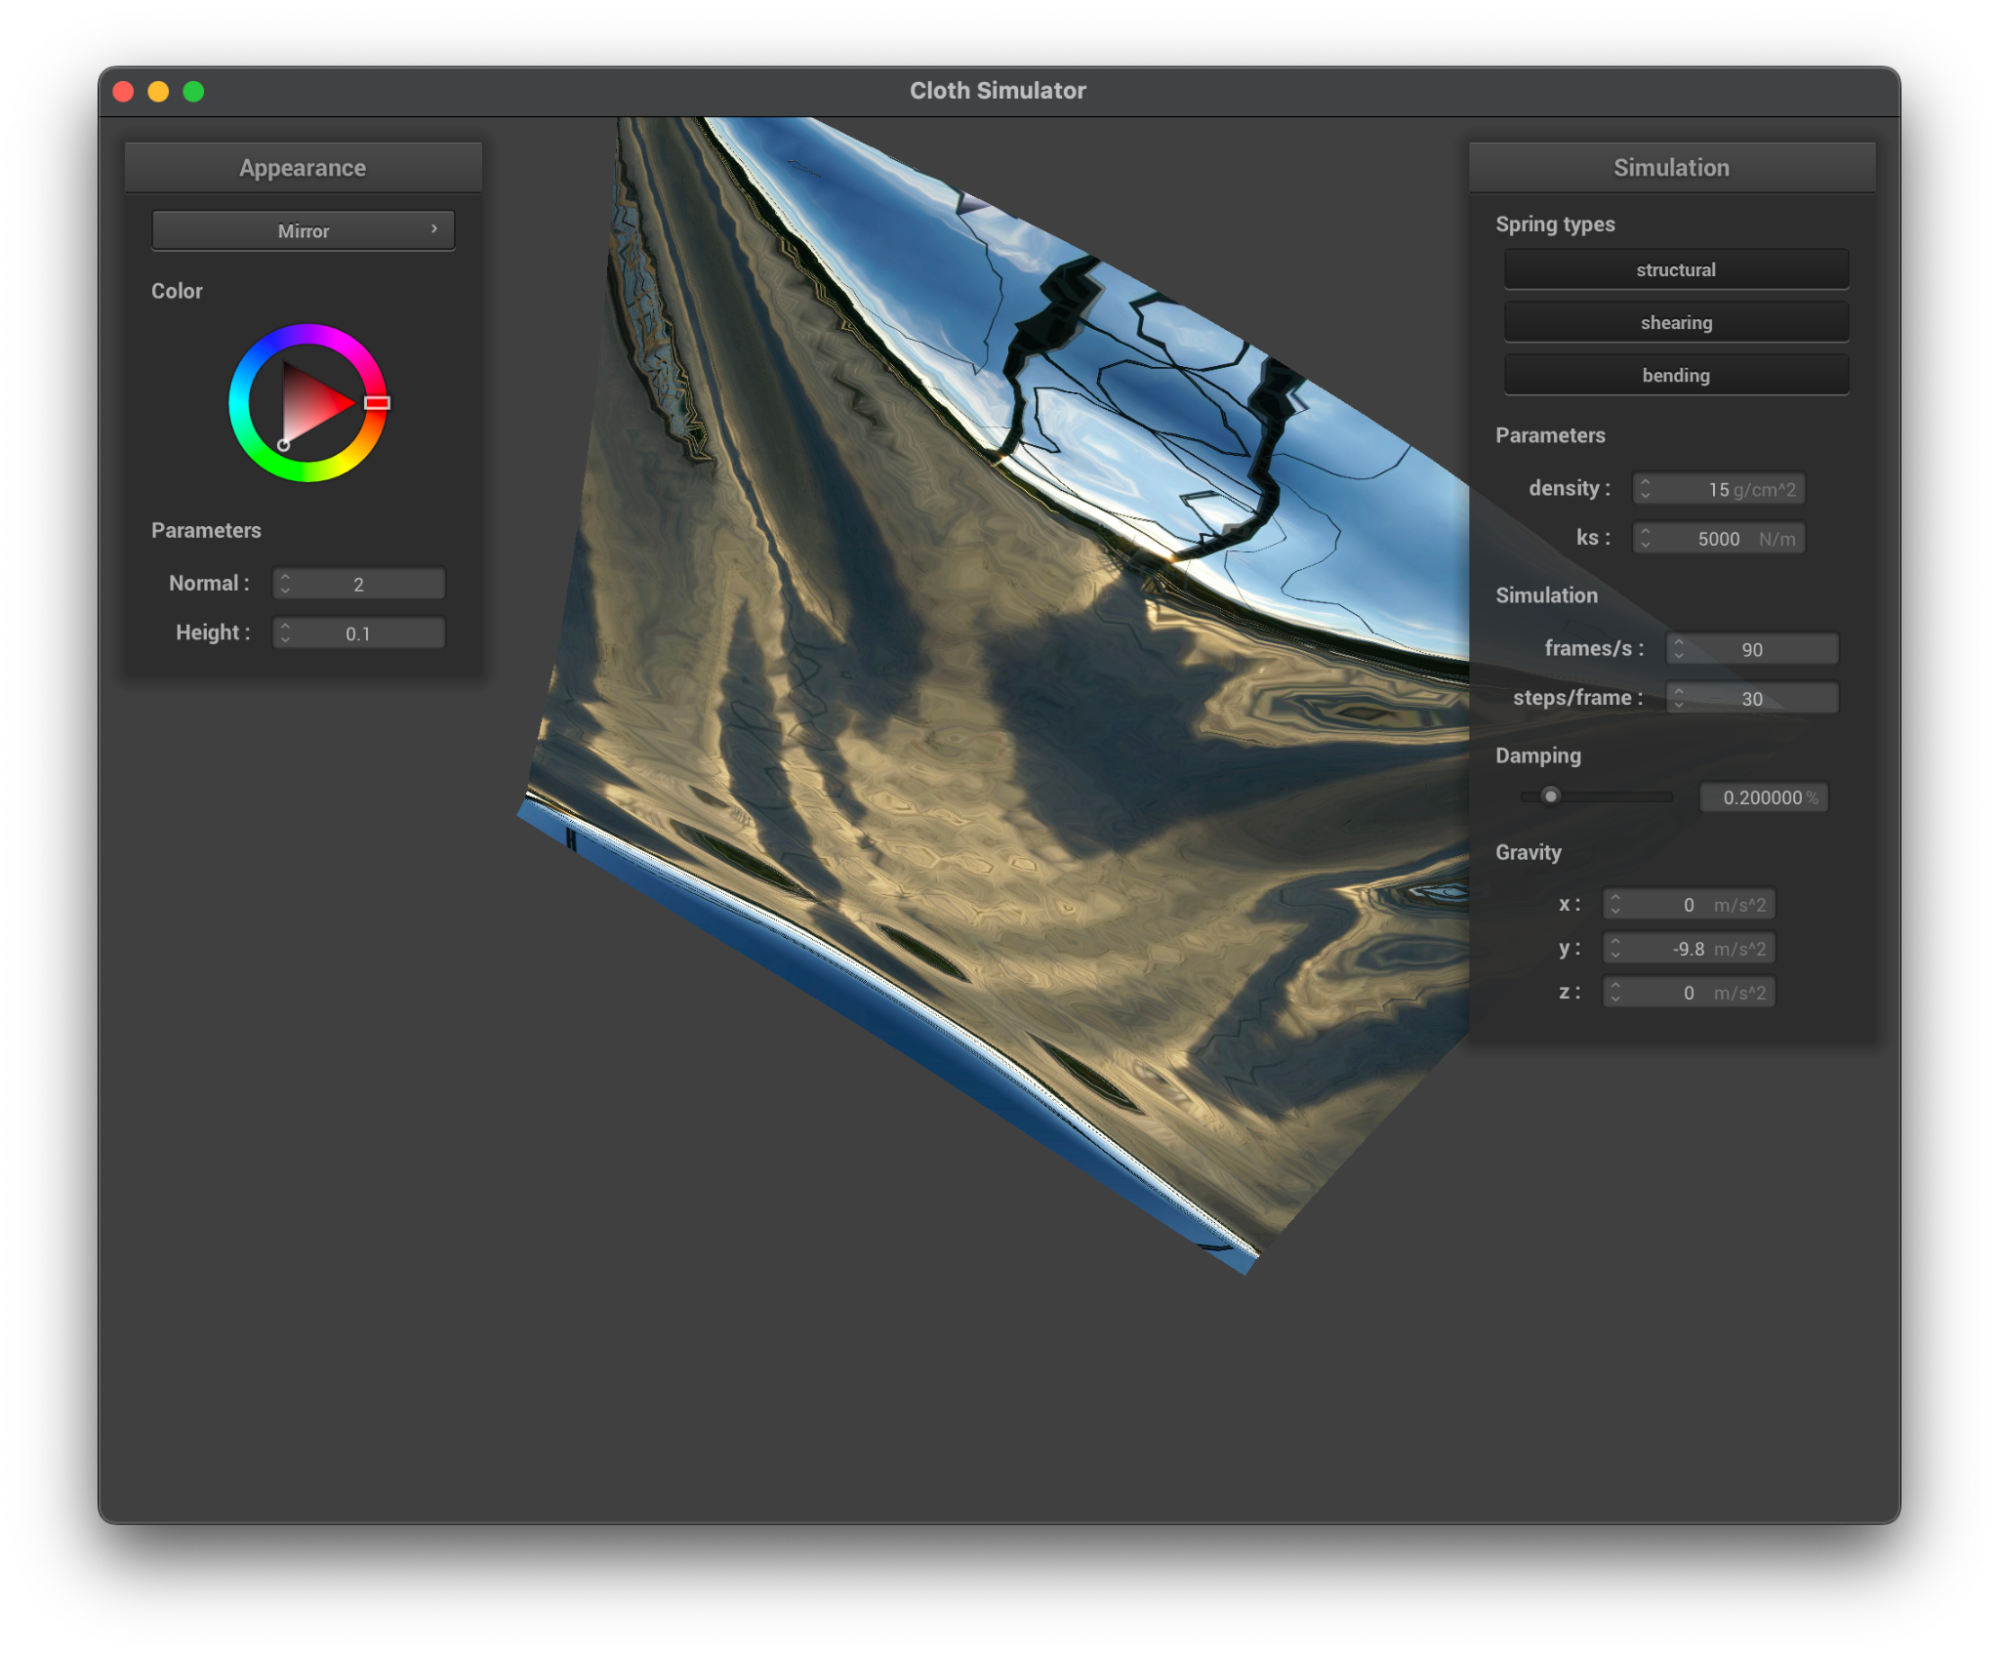 Cloth Simulator
Appearance
Mirror
Color
Parameters
Normal : 2
Height : 0.1
Simulation
Spring types
structural
shearing
bending
Parameters
density : 15 g/cm^2
ks : 5000 N/m
Simulation
frames/s : 90
steps/frame : 30
Damping
0.200000 %
Gravity
x : 0 m/s^2
y : -9.8 m/s^2
z : 0 m/s^2